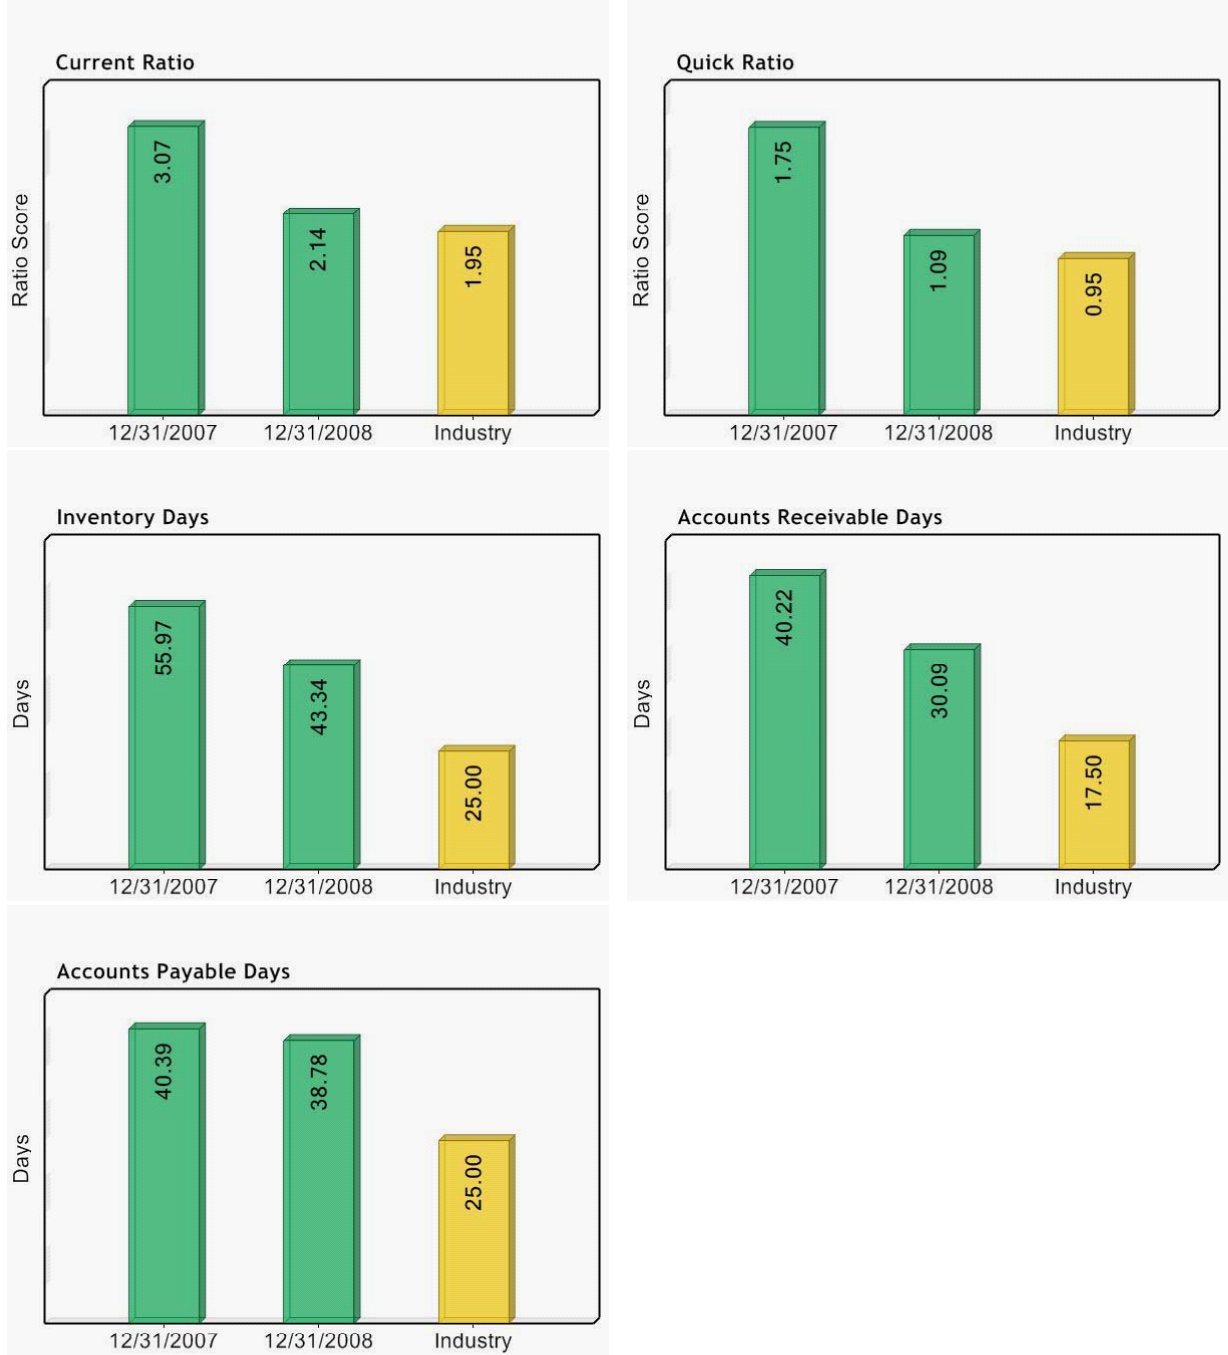 Current Ratio
Ratio Score
3.07
2.14
1.95
12/31/2007
12/31/2008
Industry
Quick Ratio
Ratio Score
1.75
1.09
0.95
12/31/2007
12/31/2008
Industry
Inventory Days
Days
55.97
43.34
25.00
12/31/2007
12/31/2008
Industry
Accounts Receivable Days
Days
40.22
30.09
17.50
12/31/2007
12/31/2008
Industry
Accounts Payable Days
Days
40.39
38.78
25.00
12/31/2007
12/31/2008
Industry